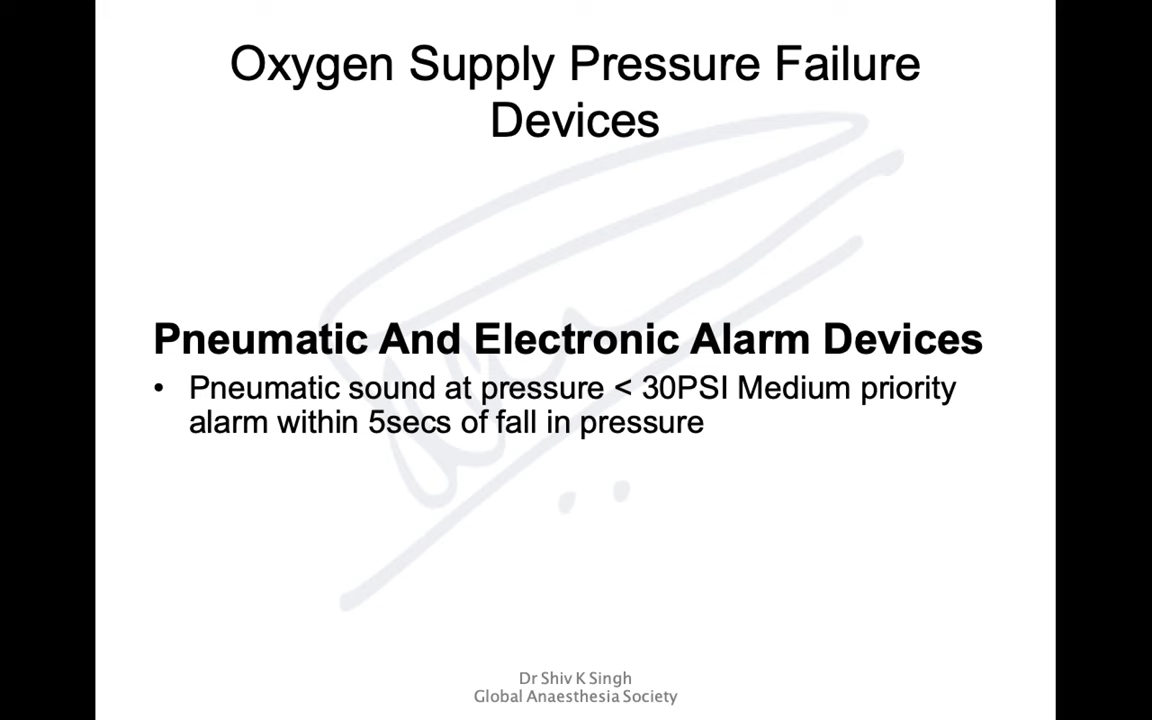 Oxygen Supply Pressure Failure
Devices
Pneumatic And Electronic Alarm Devices
• Pneumatic sound at pressure < 30PSI Medium priority
alarm within 5secs of fall in pressure
Dr Shiv K Singh
Global Anaesthesia Society